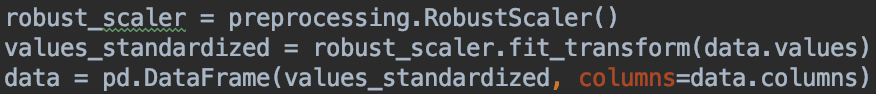 robust_scaler = preprocessing.RobustScaler()
values_standardized = robust_scaler.fit_transform(data.values)
data = pd.DataFrame(values_standardized, columns=data.columns)